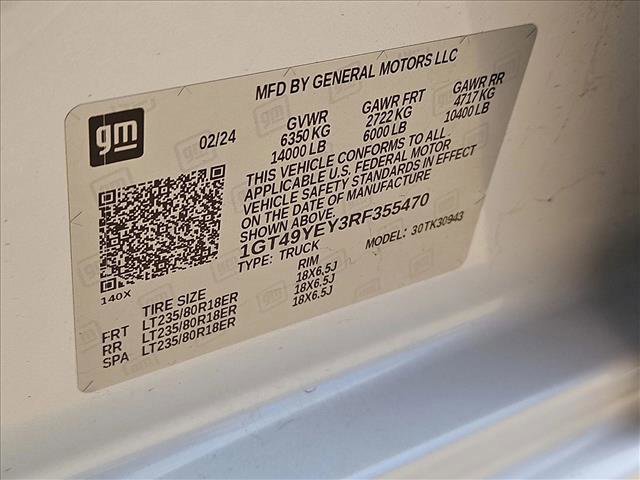 MFD BY GENERAL MOTORS LLC
gm
02/24
GVWR GAWR FRT GAWR RR
6350 KG 2722 KG 4717 KG
14000 LB 6000 LB 10400 LB
THIS VEHICLE CONFORMS TO ALL
APPLICABLE U.S. FEDERAL MOTOR
VEHICLE SAFETY STANDARDS IN EFFECT
ON THE DATE OF MANUFACTURE
SHOWN ABOVE.
1GT49YEY3RF355470
TYPE: TRUCK MODEL: 30TK30943
140X
TIRE SIZE RIM
FRT LT235/80R18ER 18X6.5J
RR LT235/80R18ER 18X6.5J
SPA LT235/80R18ER 18X6.5J